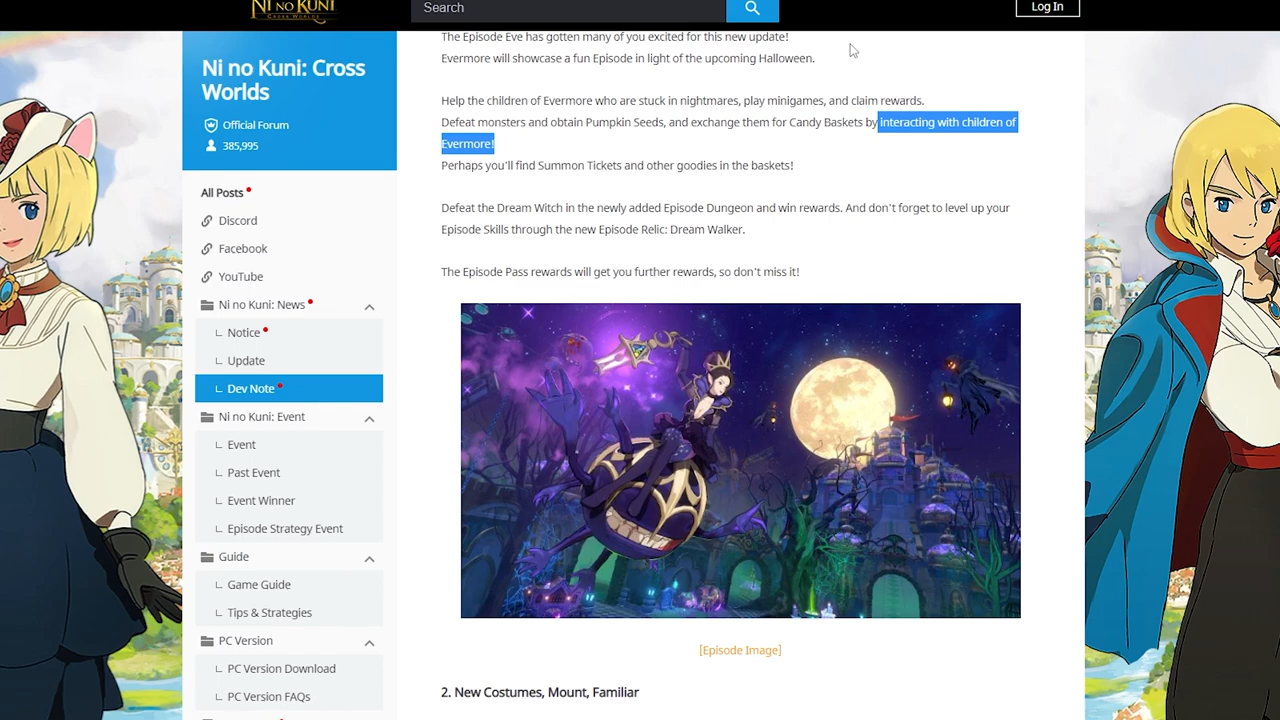 NI NO KUNI
CROSS WORLDS
Search
Log In
Ni no Kuni: Cross
Worlds
Official Forum
385,995
All Posts
Discord
Facebook
YouTube
Ni no Kuni: News
Notice
Update
Dev Note
Ni no Kuni: Event
Event
Past Event
Event Winner
Episode Strategy Event
Guide
Game Guide
Tips & Strategies
PC Version
PC Version Download
PC Version FAQs
The Episode Eve has gotten many of you excited for this new update!
Evermore will showcase a fun Episode in light of the upcoming Halloween.
Help the children of Evermore who are stuck in nightmares, play minigames, and claim rewards.
Defeat monsters and obtain Pumpkin Seeds, and exchange them for Candy Baskets by interacting with children of
Evermore!
Perhaps you'll find Summon Tickets and other goodies in the baskets!
Defeat the Dream Witch in the newly added Episode Dungeon and win rewards. And don't forget to level up your
Episode Skills through the new Episode Relic: Dream Walker.
The Episode Pass rewards will get you further rewards, so don't miss it!
[Episode Image]
2. New Costumes, Mount, Familiar